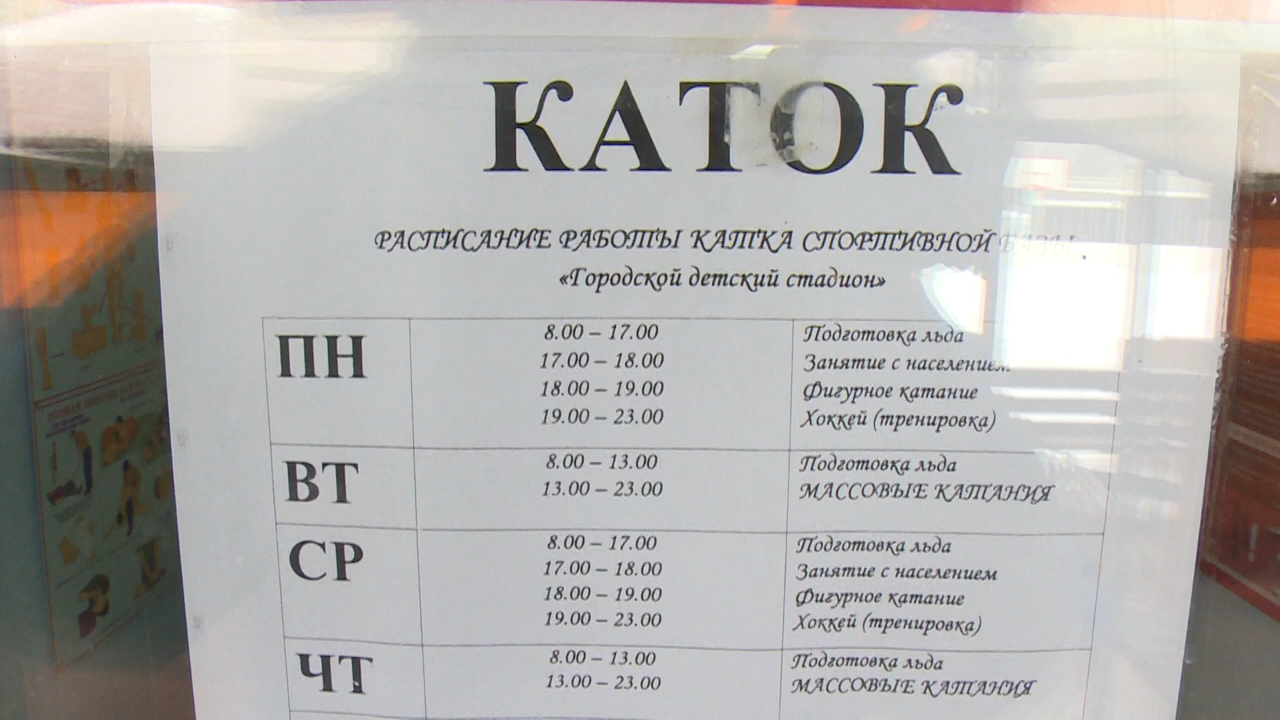 КАТОК
РАСПИСАНИЕ РАБОТЫ КАТКА СПОРТИВНОЙ БАЗЫ
«Городской детский стадион»
ПН
8.00 – 17.00 Подготовка льда
17.00 – 18.00 Занятие с населением
18.00 – 19.00 Фигурное катание
19.00 – 23.00 Хоккей (тренировка)
ВТ
8.00 – 13.00 Подготовка льда
13.00 – 23.00 МАССОВЫЕ КАТАНИЯ
СР
8.00 – 17.00 Подготовка льда
17.00 – 18.00 Занятие с населением
18.00 – 19.00 Фигурное катание
19.00 – 23.00 Хоккей (тренировка)
ЧТ
8.00 – 13.00 Подготовка льда
13.00 – 23.00 МАССОВЫЕ КАТАНИЯ